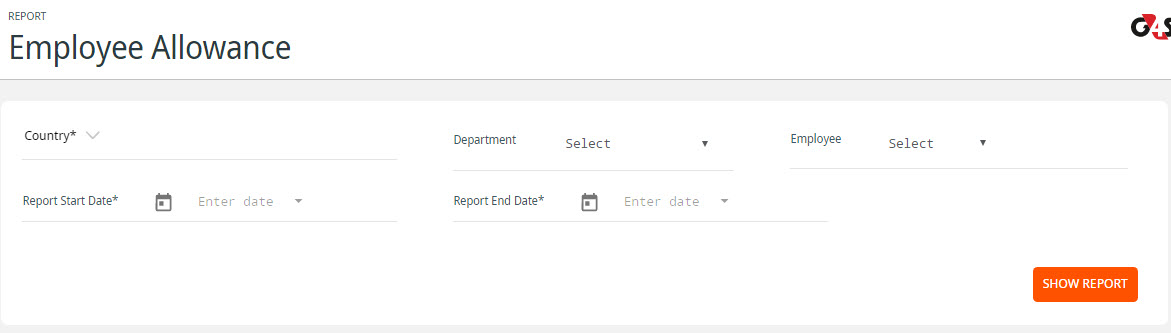 REPORT
Employee Allowance
G4S
Country*
Department Select
Employee Select
Report Start Date* Enter date
Report End Date* Enter date
SHOW REPORT